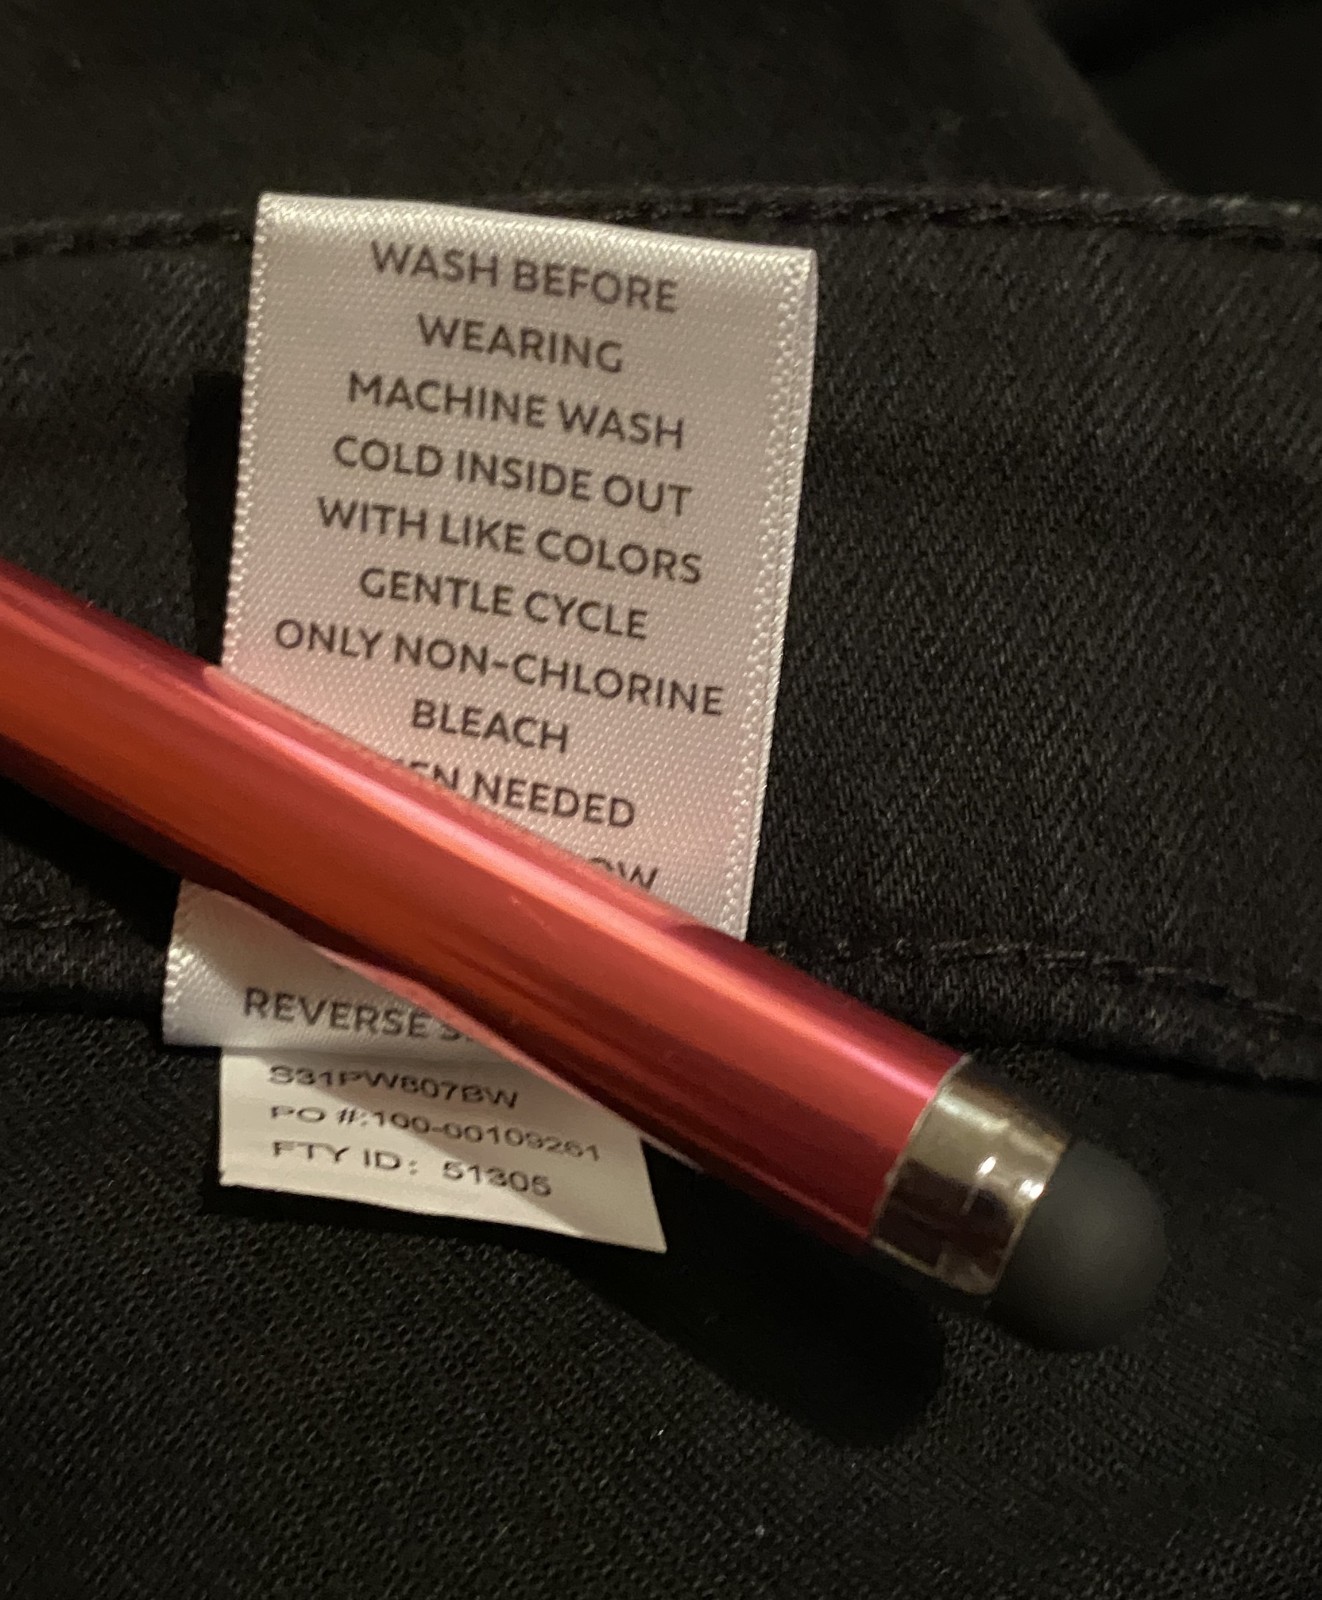 WASH BEFORE
WEARING
MACHINE WASH
COLD INSIDE OUT
WITH LIKE COLORS
GENTLE CYCLE
ONLY NON-CHLORINE
BLEACH
NEEDED
REVERSE
S31PW807BW
PO #:100-00109261
FTY ID: 51305